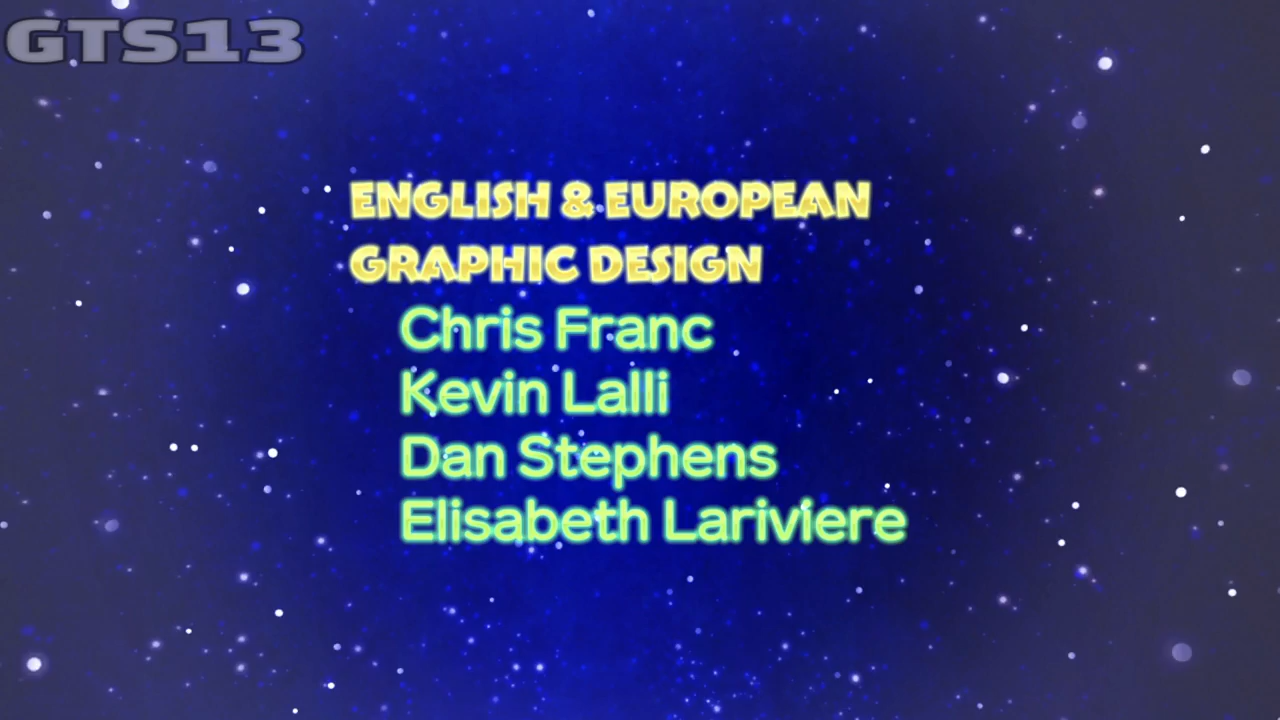 GTS13
ENGLISH & EUROPEAN
GRAPHIC DESIGN
Chris Franc
Kevin Lalli
Dan Stephens
Elisabeth Lariviere